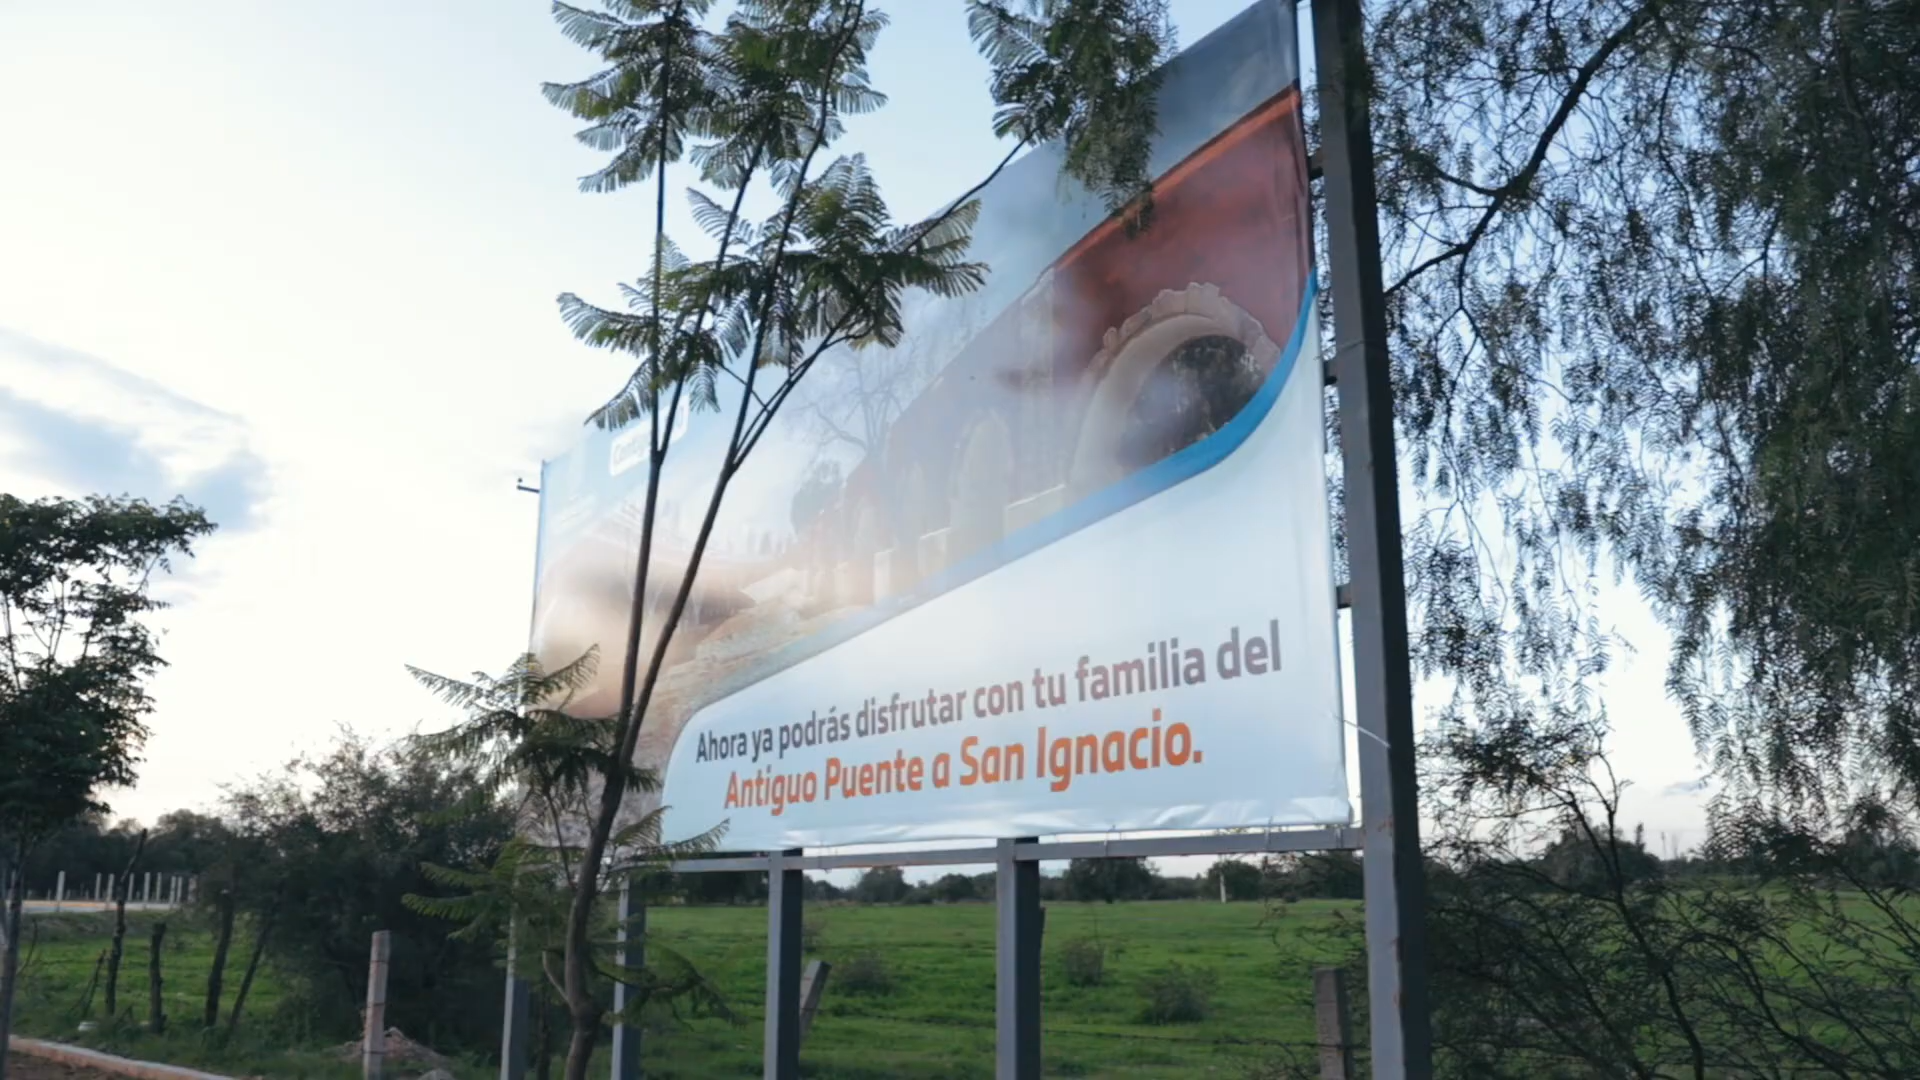 Ahora ya podrás disfrutar con tu familia del
Antiguo Puente a San Ignacio.